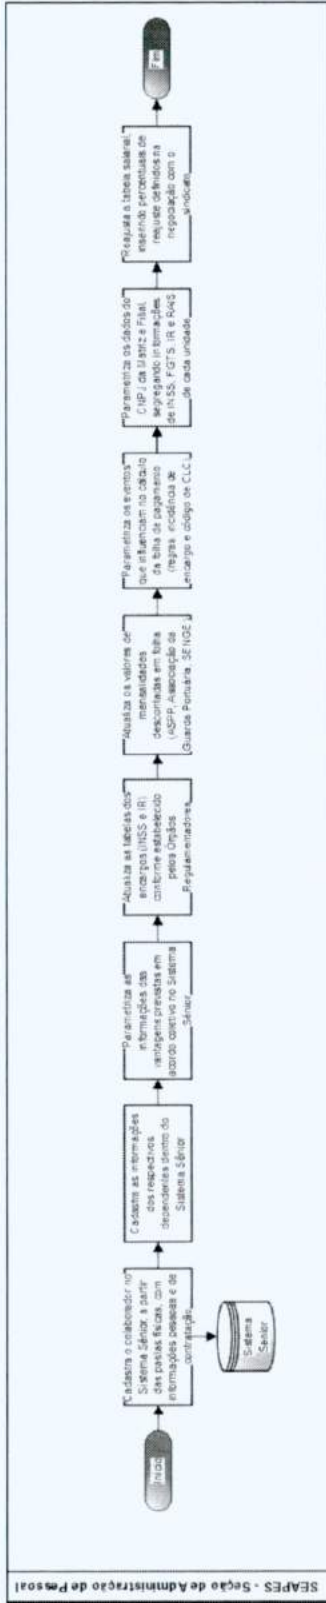 SEAPES - Seção de Administração de Pessoal
Início
Cadastra o colaborador no
Sistema Sênior, a partir
das pastas físicas, com
informações pessoais e de
contratação
Sistema
Senior
Cadastra as informações
dos respectivos
dependentes dentro do
Sistema Sênior
Parametriza as
informações das
vantagens previstas em
acordo coletivo no Sistema
Sênior
Atualiza as tabelas dos
encargos (INSS e IR)
conforme estabelecido
pelos Órgãos
Regulamentadores
Atualiza os valores de
mensalidades
descontadas em folha
(ASPP, Associação da
Guarda Portuária, SENGE)
Parametriza os eventos
que influenciam no cálculo
da folha de pagamento
(regras, incidência de
encargo e código de CLC)
Parametriza os dados do
CNPJ da Matriz e Filial,
segregando informações
de INSS, FGTS, IR e RAIS
de cada unidade
Reajusta a tabela salarial,
inserindo percentuais de
reajuste definidos na
negociação com o
sindicato
Fim